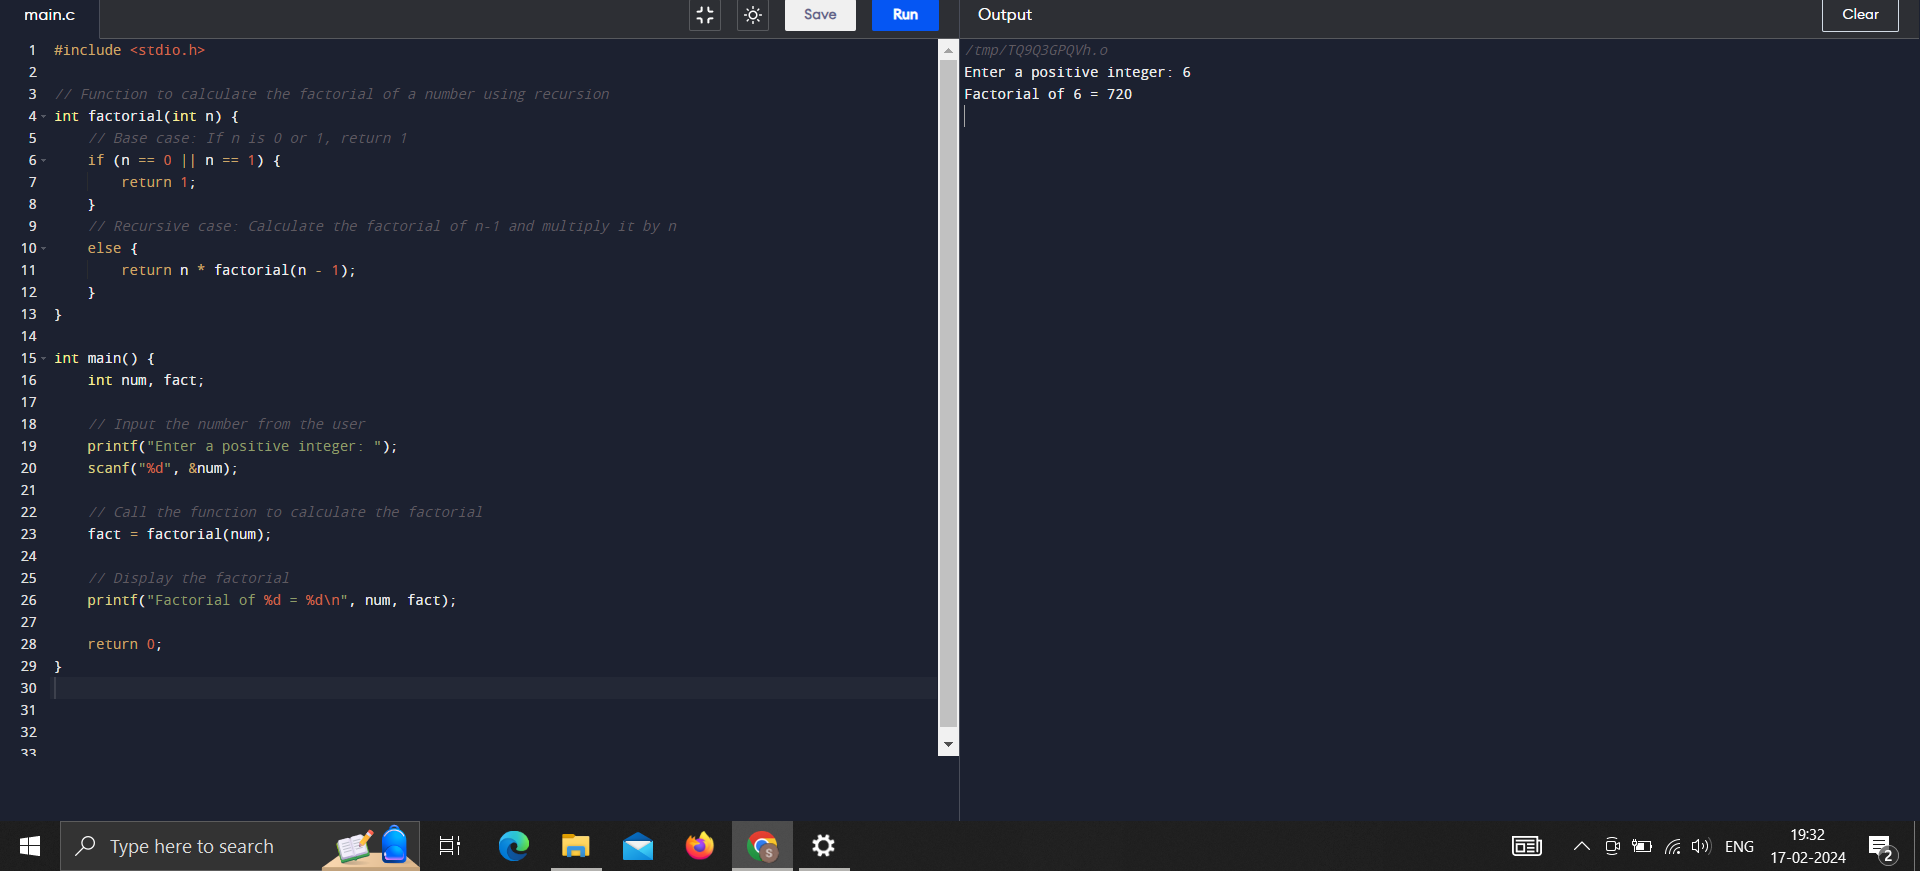 main.c
Save
Run
Output
Clear
1 #include <stdio.h>
2
3 // Function to calculate the factorial of a number using recursion
4 int factorial(int n) {
5     // Base case: If n is 0 or 1, return 1
6     if (n == 0 || n == 1) {
7         return 1;
8     }
9     // Recursive case: Calculate the factorial of n-1 and multiply it by n
10     else {
11         return n * factorial(n - 1);
12     }
13 }
14
15 int main() {
16     int num, fact;
17
18     // Input the number from the user
19     printf("Enter a positive integer: ");
20     scanf("%d", &num);
21
22     // Call the function to calculate the factorial
23     fact = factorial(num);
24
25     // Display the factorial
26     printf("Factorial of %d = %d\n", num, fact);
27
28     return 0;
29 }
30
31
32
33
/tmp/TQ9Q3GPQVh.o
Enter a positive integer: 6
Factorial of 6 = 720
Type here to search
S
ENG
19:32
17-02-2024
2